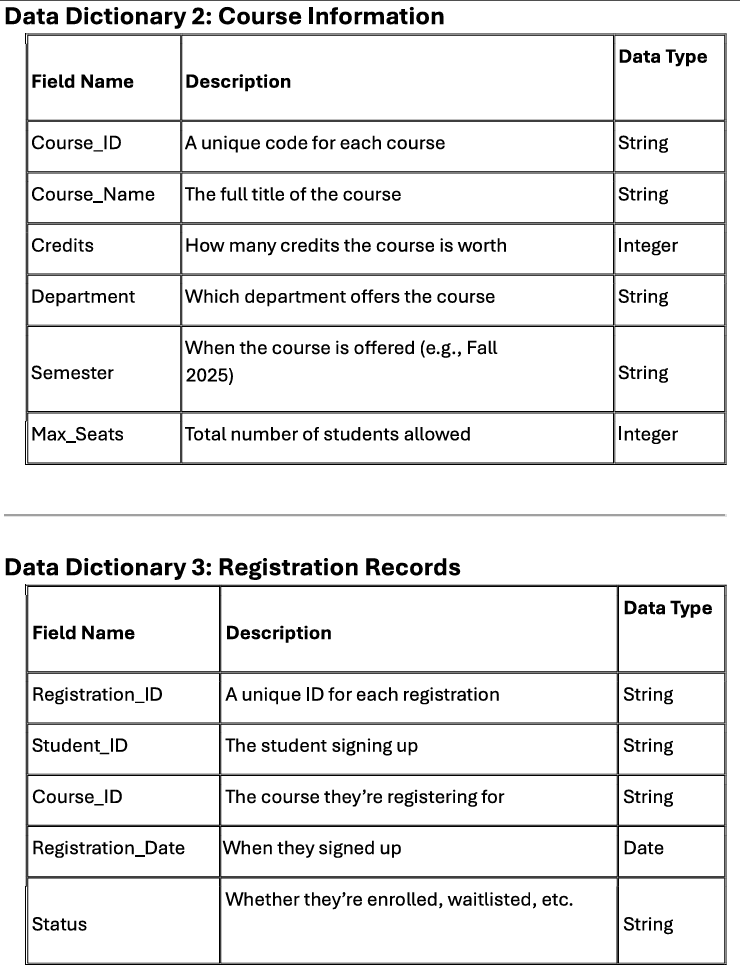 Data Dictionary 2: Course Information
Field Name Description Data Type
Course_ID A unique code for each course String
Course_Name The full title of the course String
Credits How many credits the course is worth Integer
Department Which department offers the course String
Semester When the course is offered (e.g., Fall
2025) String
Max_Seats Total number of students allowed Integer
Data Dictionary 3: Registration Records
Field Name Description Data Type
Registration_ID A unique ID for each registration String
Student_ID The student signing up String
Course_ID The course they’re registering for String
Registration_Date When they signed up Date
Status Whether they’re enrolled, waitlisted, etc. String